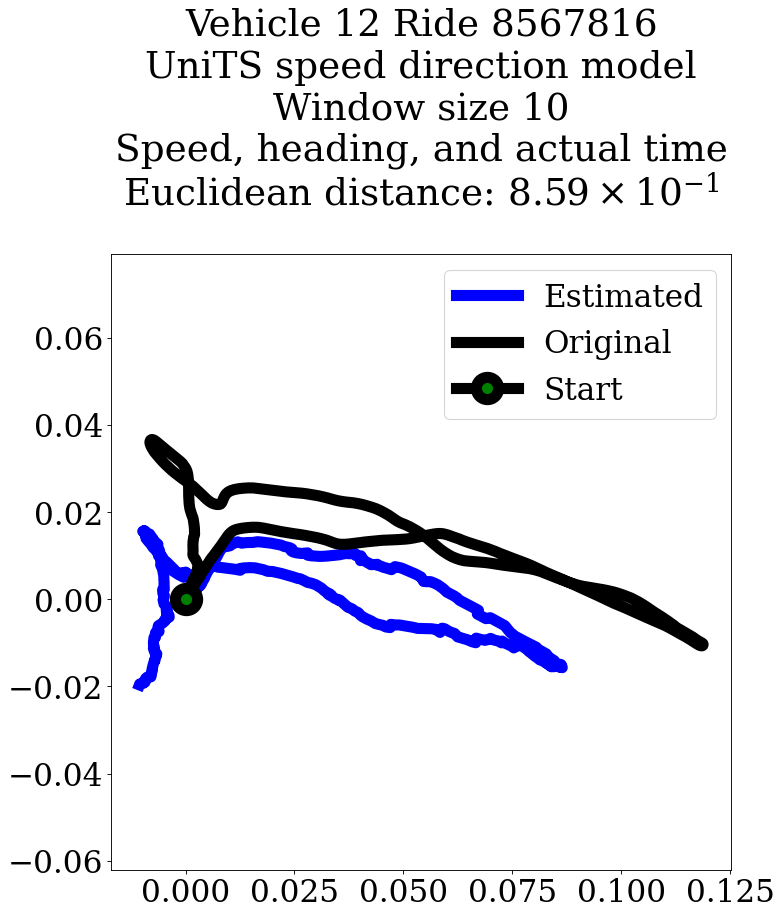 Vehicle 12 Ride 8567816
UniTS speed direction model
Window size 10
Speed, heading, and actual time
Euclidean distance: 8.59 × 10⁻¹
Estimated
Original
Start
0.06
0.04
0.02
0.00
−0.02
−0.04
−0.06
0.000 0.025 0.050 0.075 0.100 0.125